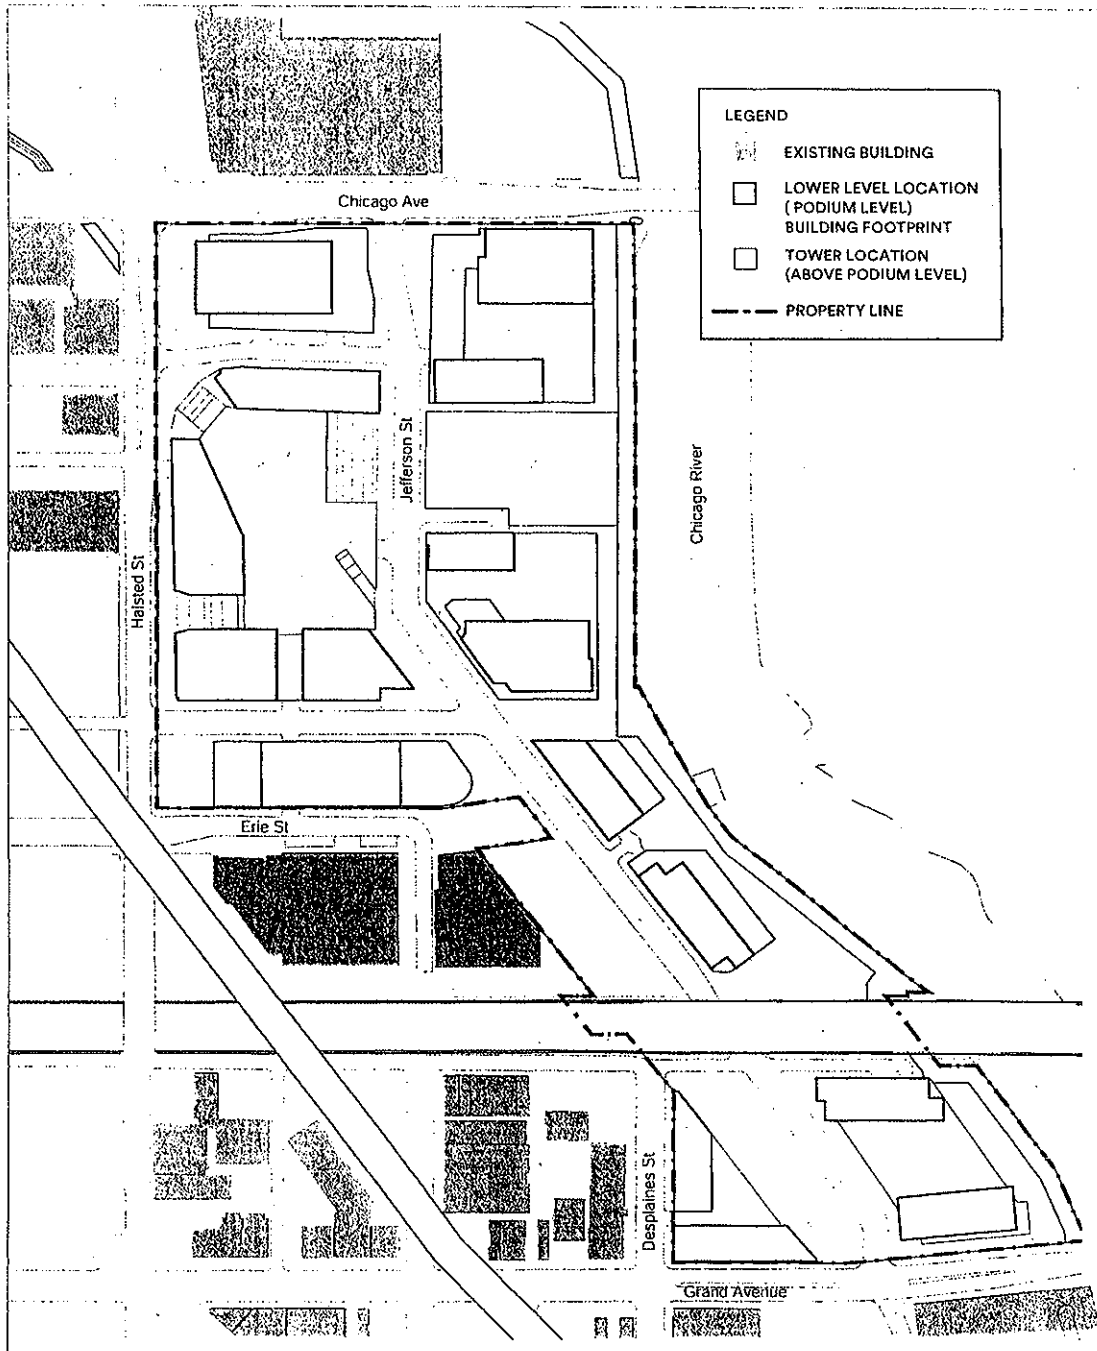 LEGEND
EXISTING BUILDING
LOWER LEVEL LOCATION
( PODIUM LEVEL)
BUILDING FOOTPRINT
TOWER LOCATION
(ABOVE PODIUM LEVEL)
PROPERTY LINE
Chicago Ave
Jefferson St
Chicago River
Halsted St
Erie St
Desplaines St
Grand Avenue